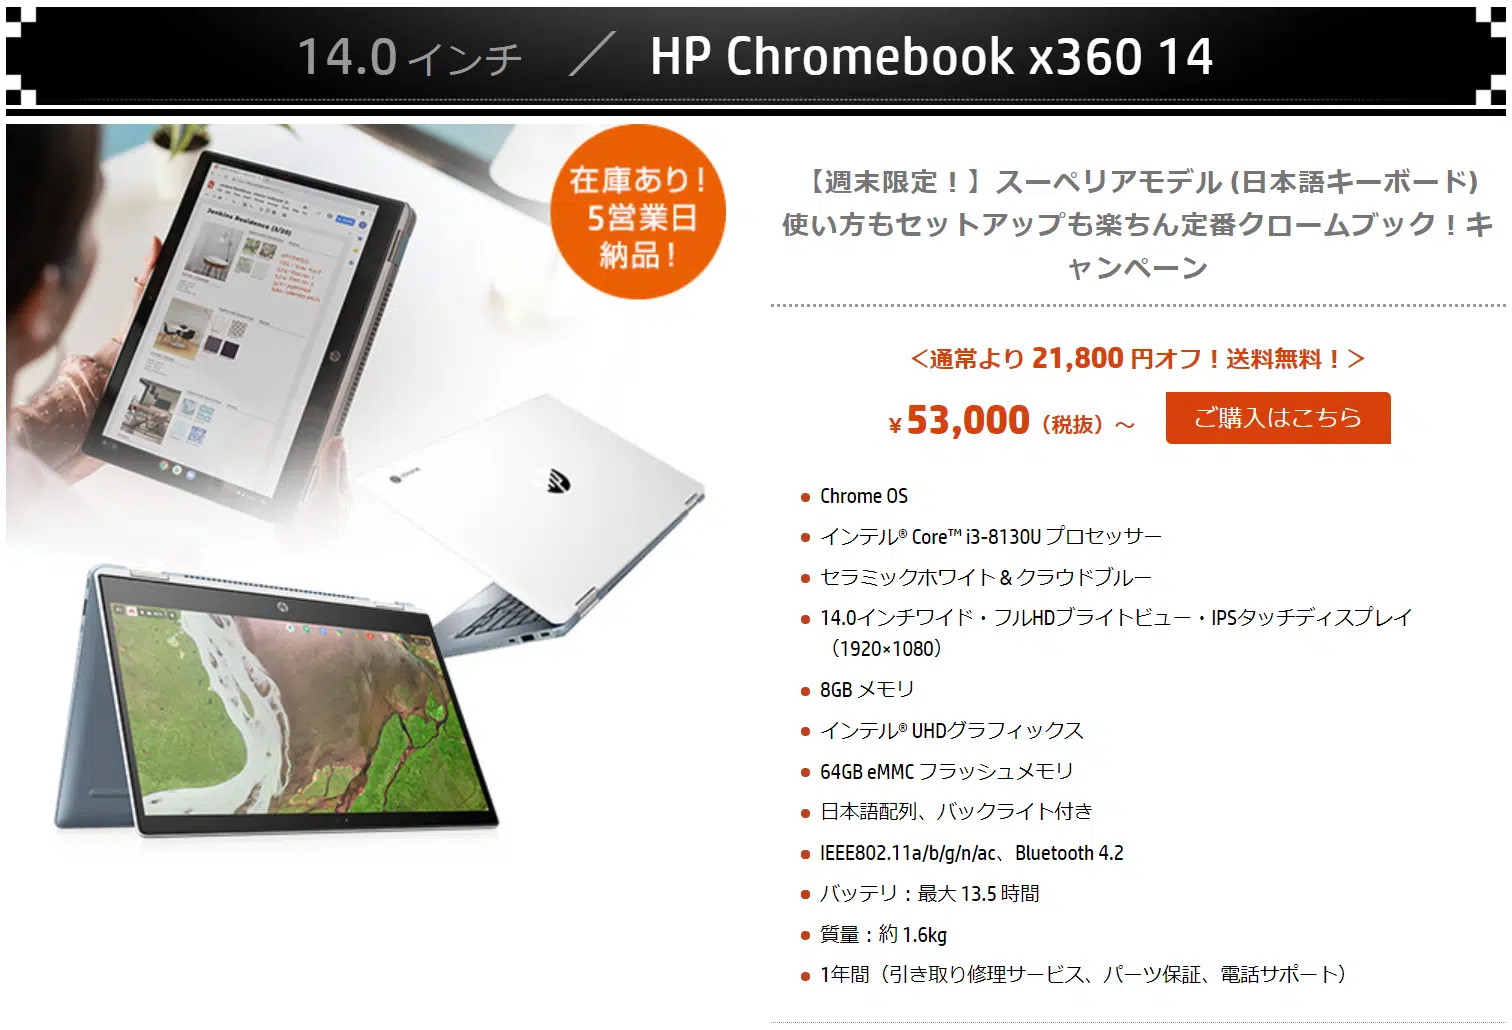 14.0 インチ ／ HP Chromebook x360 14
在庫あり！
5営業日
納品！
【週末限定！】スーペリアモデル (日本語キーボード)
使い方もセットアップも楽ちん定番クロームブック！キ
ャンペーン
＜通常より 21,800 円オフ！送料無料！＞
¥ 53,000（税抜）～
ご購入はこちら
Chrome OS
インテル® Core™ i3-8130U プロセッサー
セラミックホワイト & クラウドブルー
14.0インチワイド・フルHDブライトビュー・IPSタッチディスプレイ
（1920×1080）
8GB メモリ
インテル® UHDグラフィックス
64GB eMMC フラッシュメモリ
日本語配列、バックライト付き
IEEE802.11a/b/g/n/ac、Bluetooth 4.2
バッテリ：最大 13.5 時間
質量：約 1.6kg
1年間（引き取り修理サービス、パーツ保証、電話サポート）
Jenkins Residence (3/20)